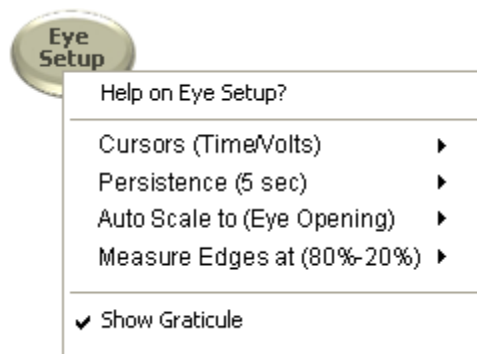 Eye
Setup
Help on Eye Setup?
Cursors (Time/Volts)
Persistence (5 sec)
Auto Scale to (Eye Opening)
Measure Edges at (80%-20%)
Show Graticule